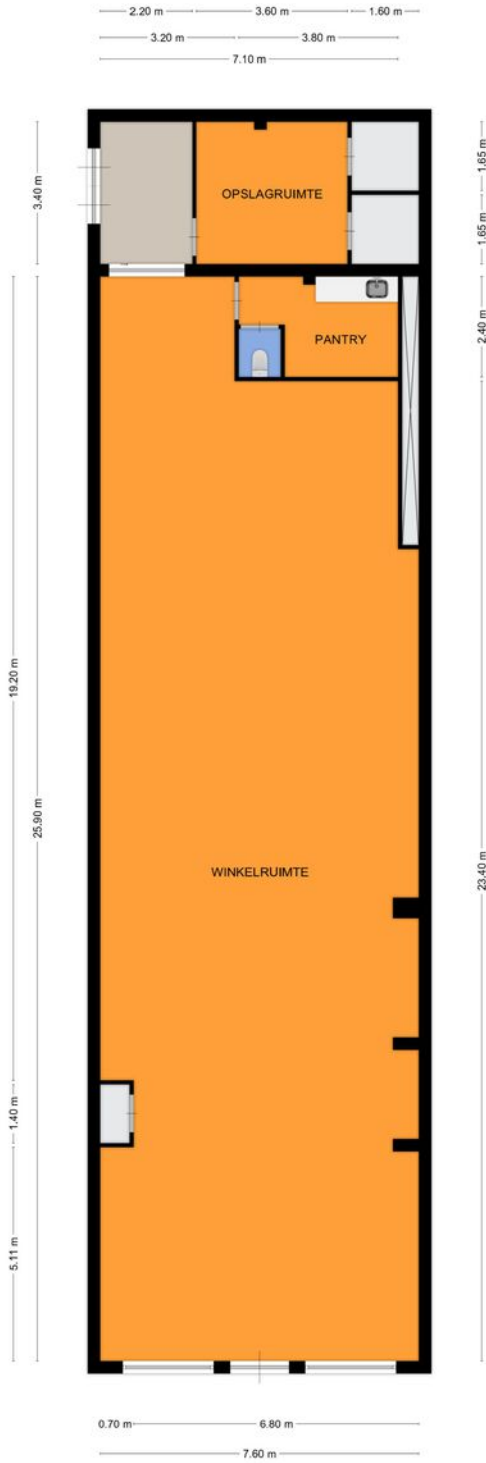 2.20 m 3.60 m 1.60 m
3.20 m 3.80 m
7.10 m
3.40 m
1.65 m
1.65 m
OPSLAGRUIMTE
2.40 m
PANTRY
19.20 m
25.90 m
23.40 m
WINKELRUIMTE
1.40 m
5.11 m
0.70 m 6.80 m
7.60 m